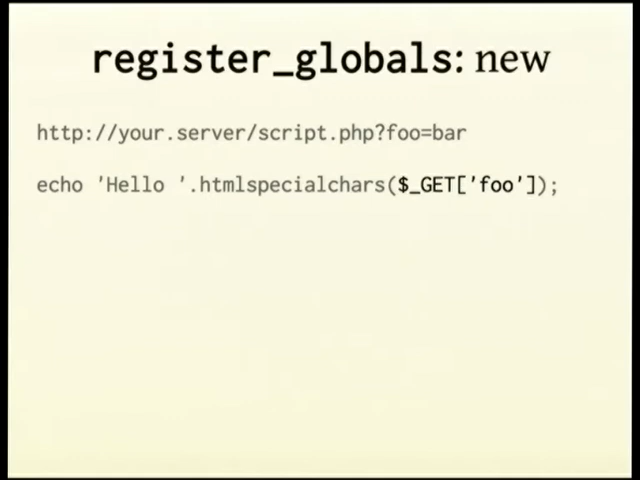 register_globals: new
http://your.server/script.php?foo=bar
echo 'Hello '.htmlspecialchars($_GET['foo']);